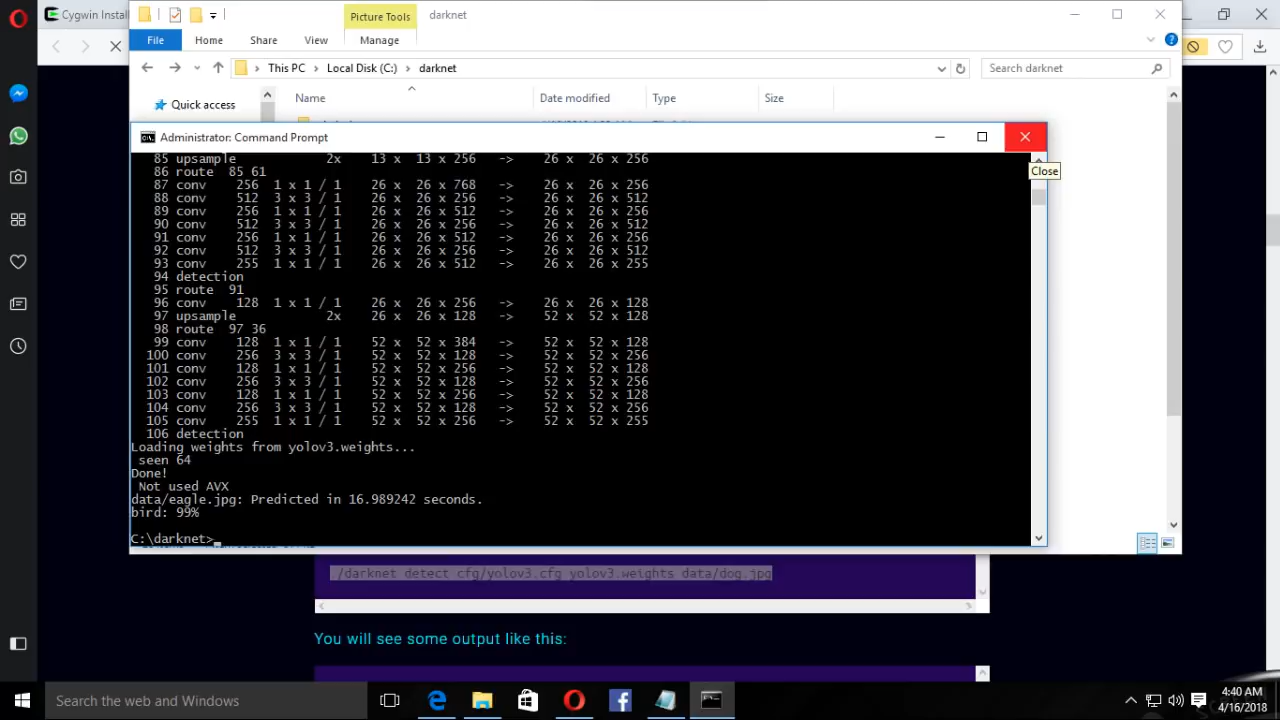 Cygwin Install
Picture Tools
darknet
File
Home
Share
View
Manage
This PC
Local Disk (C:)
darknet
Search darknet
Quick access
Name
Date modified
Type
Size
Administrator: Command Prompt
Close
85 upsample 2x 13 x 13 x 256 -> 26 x 26 x 256
86 route 85 61
87 conv 256 1 x 1 / 1 26 x 26 x 768 -> 26 x 26 x 256
88 conv 512 3 x 3 / 1 26 x 26 x 256 -> 26 x 26 x 512
89 conv 256 1 x 1 / 1 26 x 26 x 512 -> 26 x 26 x 256
90 conv 512 3 x 3 / 1 26 x 26 x 256 -> 26 x 26 x 512
91 conv 256 1 x 1 / 1 26 x 26 x 512 -> 26 x 26 x 256
92 conv 512 3 x 3 / 1 26 x 26 x 256 -> 26 x 26 x 512
93 conv 255 1 x 1 / 1 26 x 26 x 512 -> 26 x 26 x 255
94 detection
95 route 91
96 conv 128 1 x 1 / 1 26 x 26 x 256 -> 26 x 26 x 128
97 upsample 2x 26 x 26 x 128 -> 52 x 52 x 128
98 route 97 36
99 conv 128 1 x 1 / 1 52 x 52 x 384 -> 52 x 52 x 128
100 conv 256 3 x 3 / 1 52 x 52 x 128 -> 52 x 52 x 256
101 conv 128 1 x 1 / 1 52 x 52 x 256 -> 52 x 52 x 128
102 conv 256 3 x 3 / 1 52 x 52 x 128 -> 52 x 52 x 256
103 conv 128 1 x 1 / 1 52 x 52 x 256 -> 52 x 52 x 128
104 conv 256 3 x 3 / 1 52 x 52 x 128 -> 52 x 52 x 256
105 conv 255 1 x 1 / 1 52 x 52 x 256 -> 52 x 52 x 255
106 detection
Loading weights from yolov3.weights...
seen 64
Done!
Not used AVX
data/eagle.jpg: Predicted in 16.989242 seconds.
bird: 99%
C:\darknet>
/darknet detect cfg/yolov3.cfg yolov3.weights data/dog.jpg
You will see some output like this:
Search the web and Windows
4:40 AM
4/16/2018